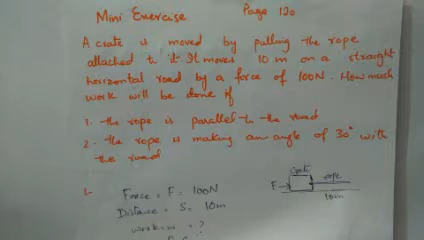 Mini Exercise Page 120
A crate is moved by pulling the rope
attached to it. It moves 10 m on a straight
horizontal road by a force of 100N. How much
work will be done if
1. the rope is parallel to the road
2. the rope is making an angle of 30° with
the road
1-
Force = F = 100N
Distance = S = 10m
work = w = ?
F
Crate
rope
10m